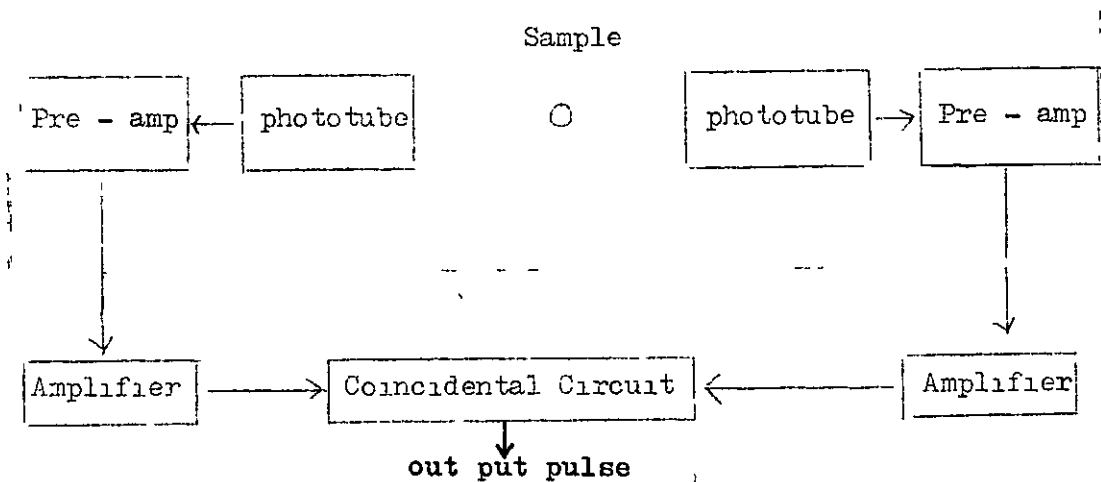 Sample
Pre - amp phototube phototube Pre - amp
Amplifier Coincidental Circuit Amplifier
out put pulse